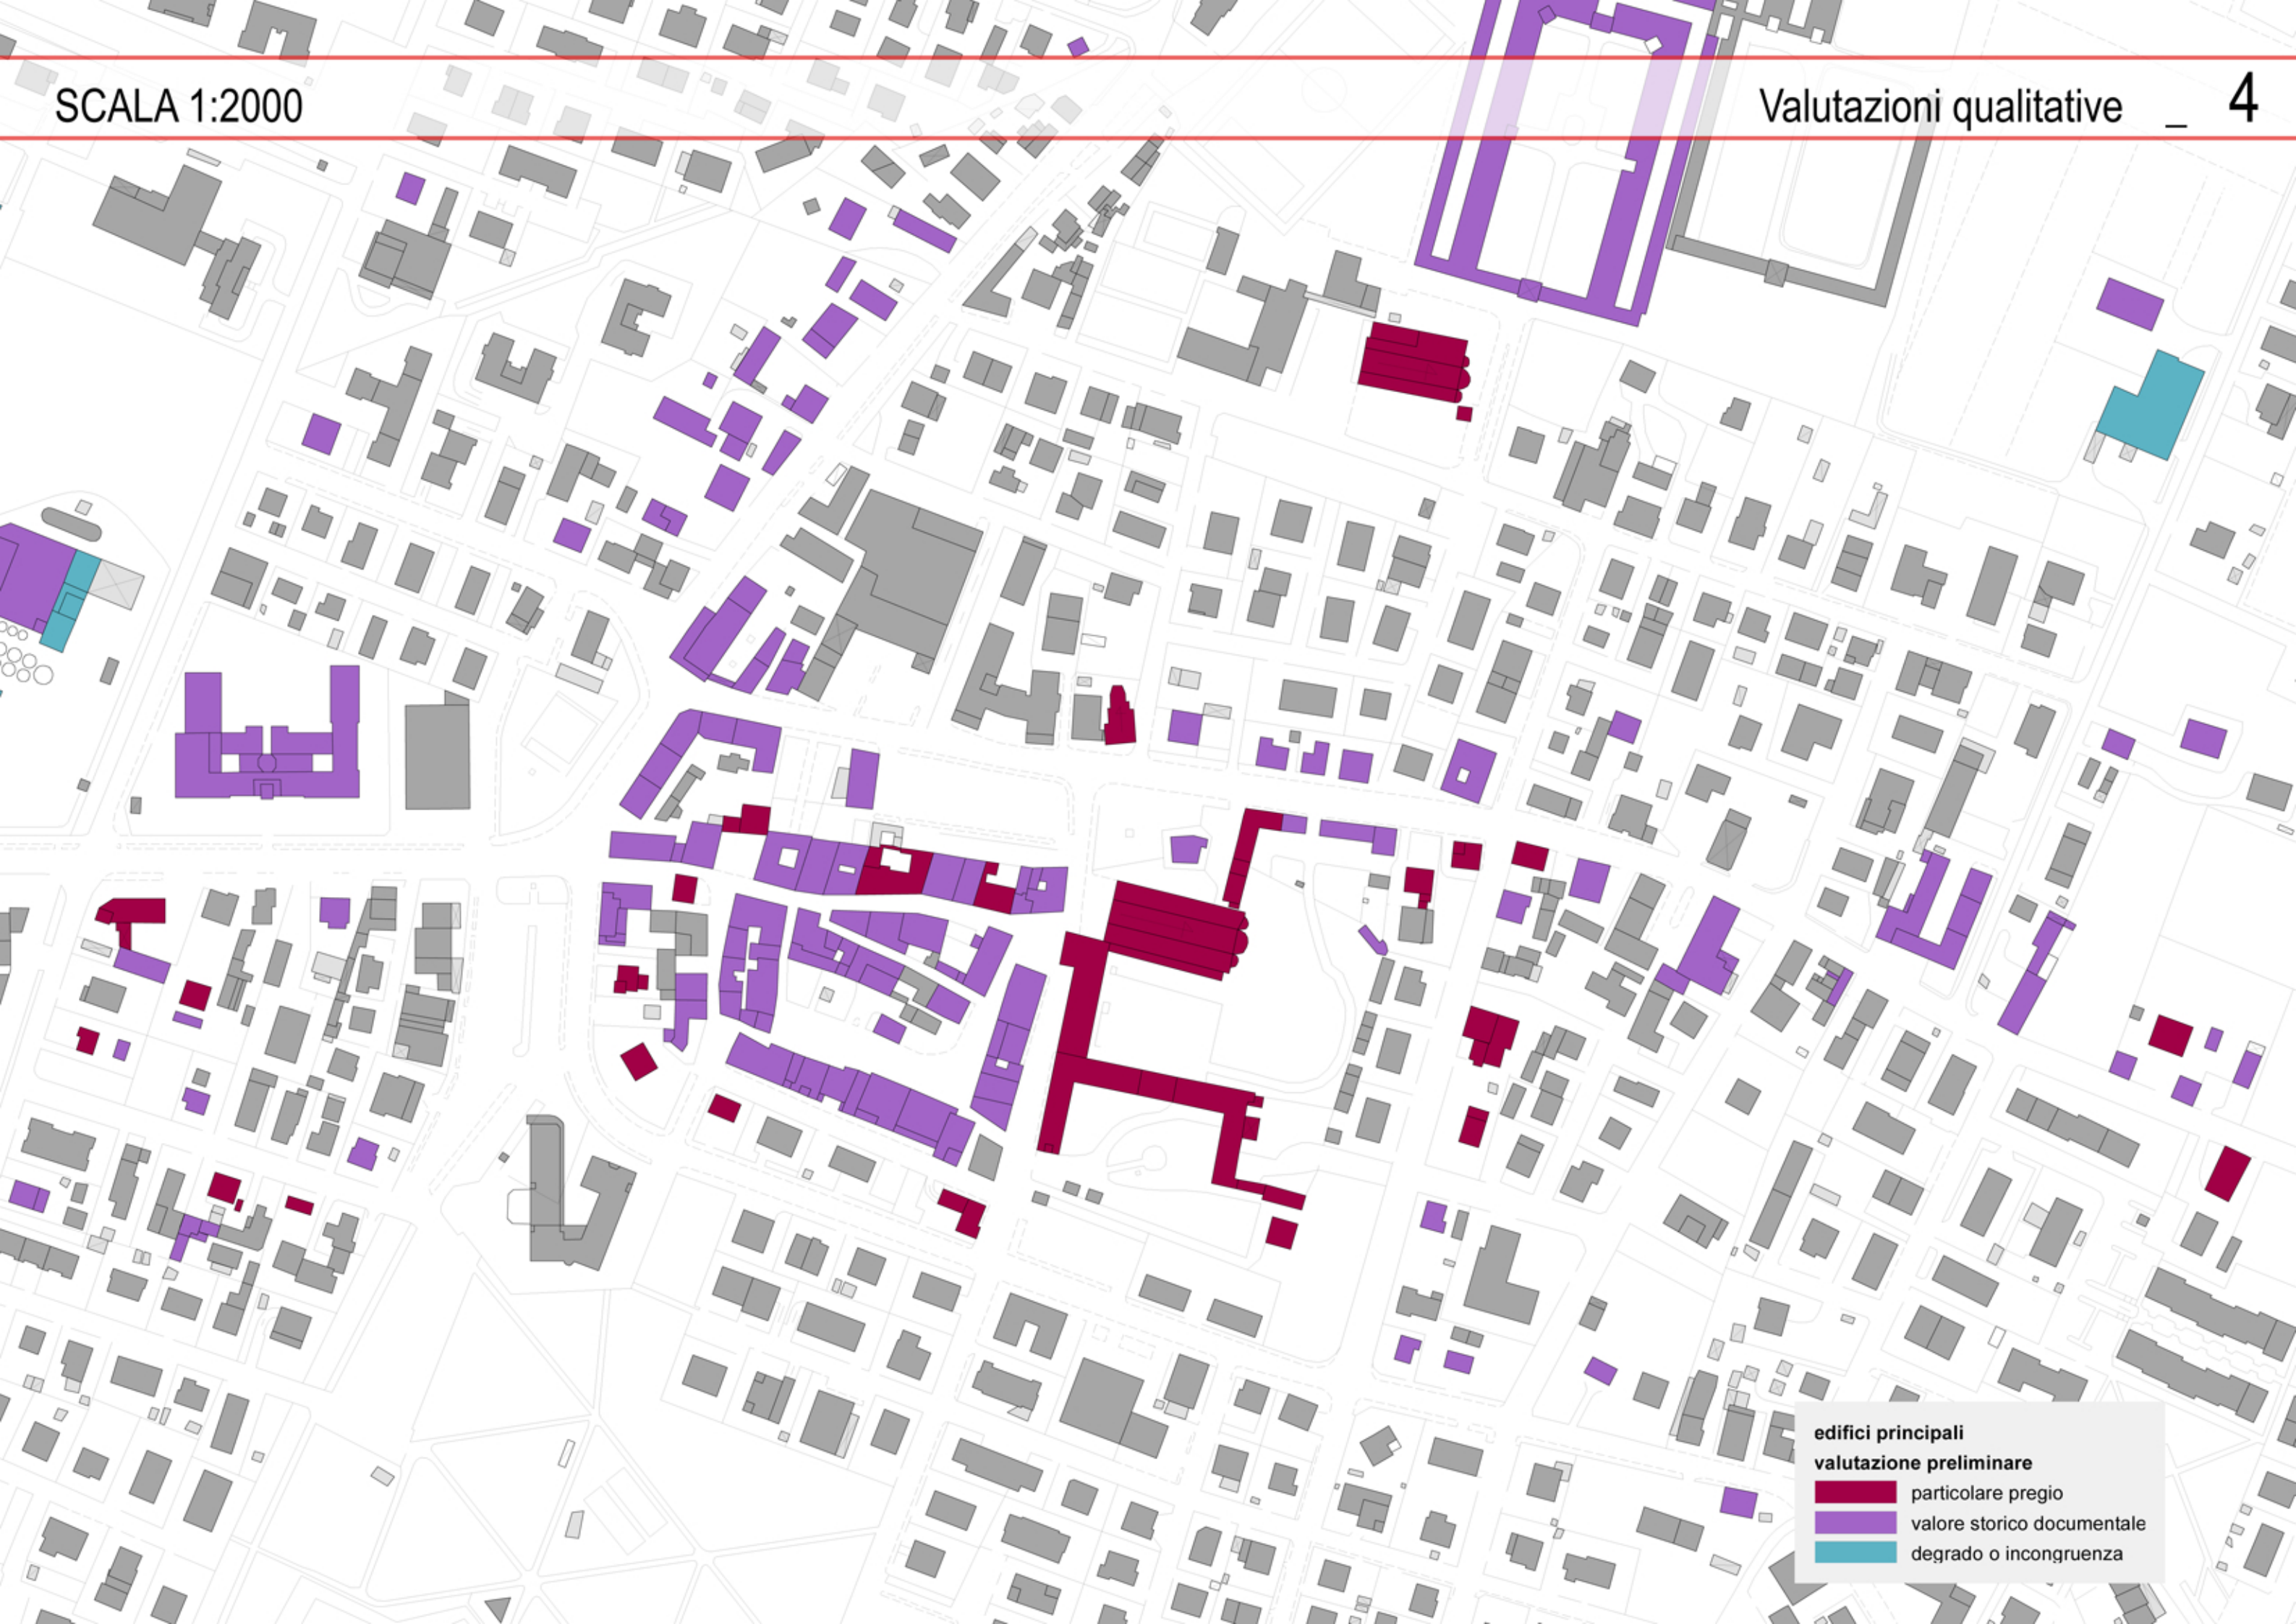 SCALA 1:2000
Valutazioni qualitative _ 4
edifici principali
valutazione preliminare
particolare pregio
valore storico documentale
degrado o incongruenza